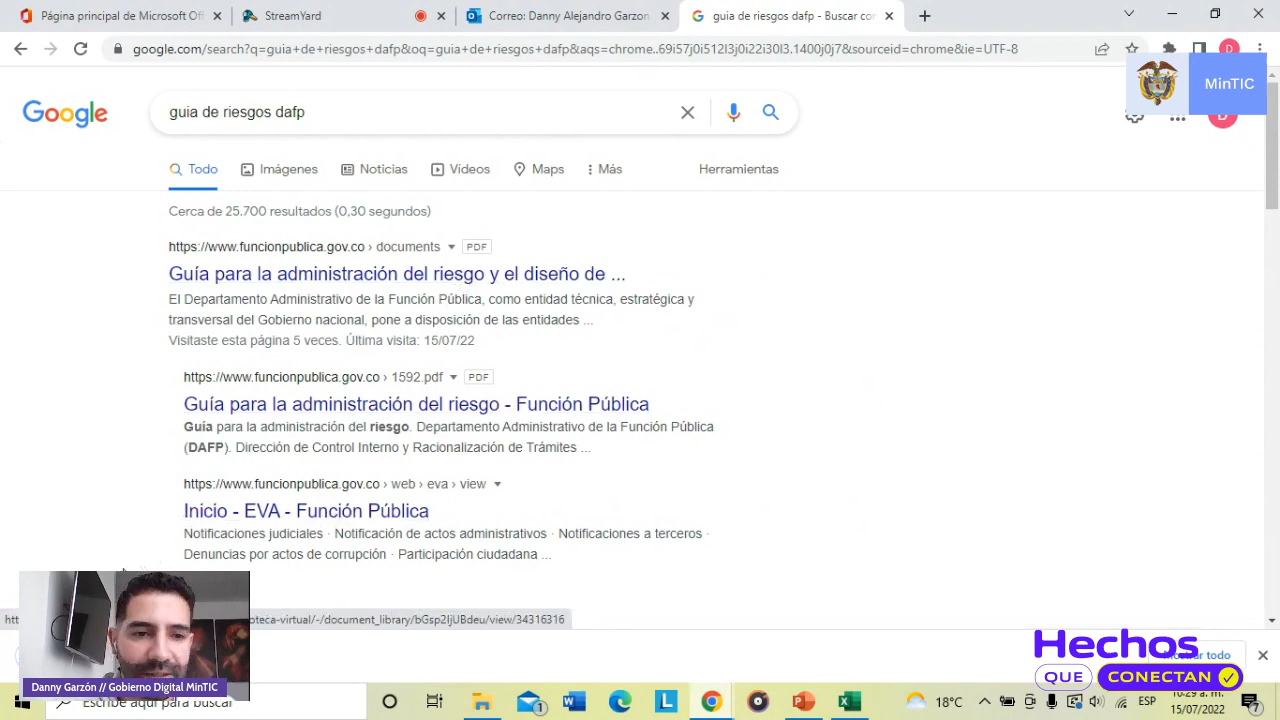 Página principal de Microsoft Of
StreamYard
Correo: Danny Alejandro Garzon
guia de riesgos dafp - Buscar con
google.com/search?q=guia+de+riesgos+dafp&oq=guia+de+riesgos+dafp&aqs=chrome..69i57j0i512l3j0i22i30l3.1400j0j7&sourceid=chrome&ie=UTF-8
D
MinTIC
Google
guia de riesgos dafp
Todo
Imágenes
Noticias
Videos
Maps
Más
Herramientas
Cerca de 25.700 resultados (0,30 segundos)
https://www.funcionpublica.gov.co › documents PDF
Guía para la administración del riesgo y el diseño de ...
El Departamento Administrativo de la Función Pública, como entidad técnica, estratégica y
transversal del Gobierno nacional, pone a disposición de las entidades ...
Visitaste esta página 5 veces. Última visita: 15/07/22
https://www.funcionpublica.gov.co › 1592.pdf PDF
Guía para la administración del riesgo - Función Pública
Guía para la administración del riesgo. Departamento Administrativo de la Función Pública
(DAFP). Dirección de Control Interno y Racionalización de Trámites ...
https://www.funcionpublica.gov.co › web › eva › view
Inicio - EVA - Función Pública
Notificaciones judiciales · Notificación de actos administrativos · Notificaciones a terceros ·
Denuncias por actos de corrupción · Participación ciudadana ...
oteca-virtual/-/document_library/bGsp2IjUBdeu/view/34316316
Hechos
QUE CONECTAN
Mostrar todo
Danny Garzón // Gobierno Digital MinTIC
Escribe aquí para buscar
1
18°C
ESP
10:29 a. m.
15/07/2022
7